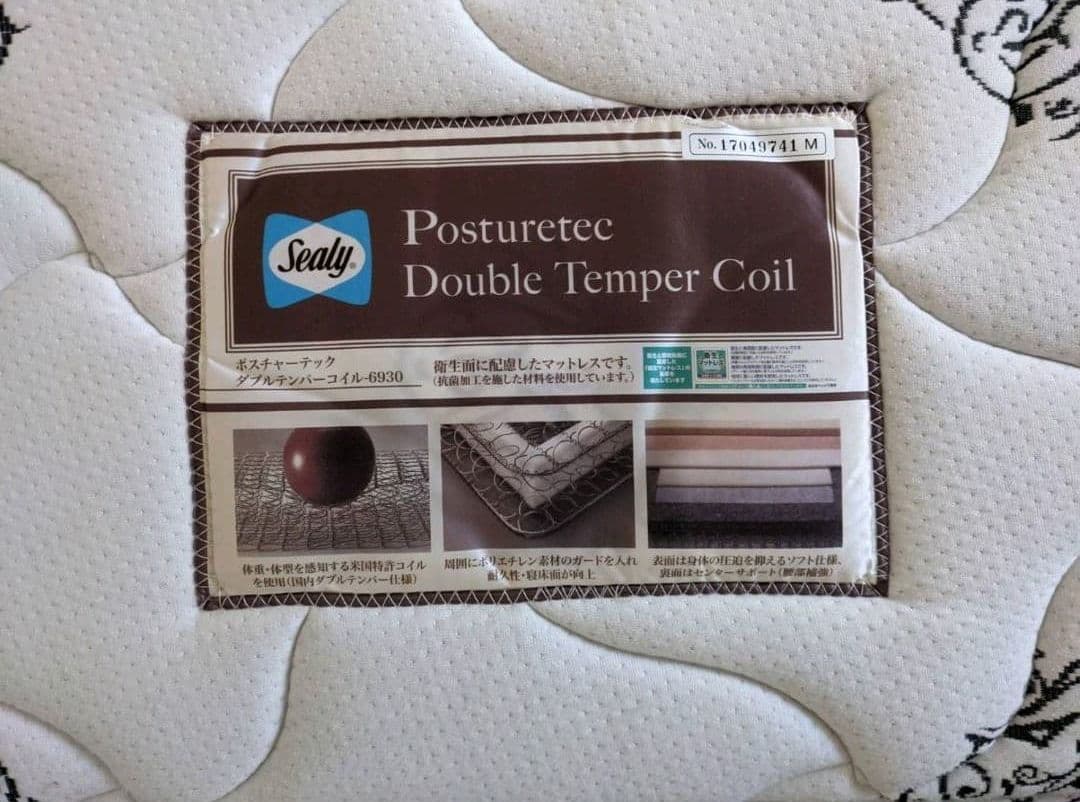 No.17049741 M
Sealy
Posturetec
Double Temper Coil
ポスチャーテック
ダブルテンパーコイル-6930
衛生面に配慮したマットレスです。
(抗菌加工を施した材料を使用しています。)
衛生
マットレス
体重・体型を感知する米国特許コイル
を使用(国内ダブルテンパー仕様)
周囲にポリエチレン素材のガードを入れ
耐久性・寝床面が向上
表面は身体の圧迫を抑えるソフト仕様、
裏面はセンターサポート(腰部補強)